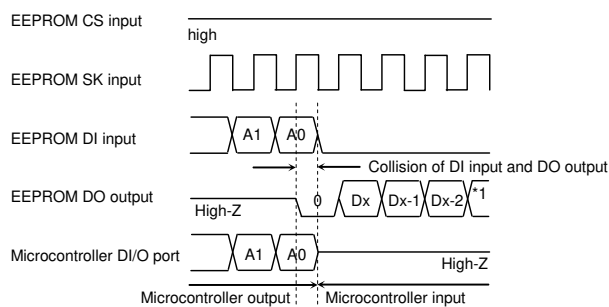 EEPROM CS input
high
EEPROM SK input
EEPROM DI input
A1 A0
Collision of DI input and DO output
EEPROM DO output
High-Z
0 Dx Dx-1 Dx-2 *1
Microcontroller DI/O port
A1 A0
High-Z
Microcontroller output Microcontroller input